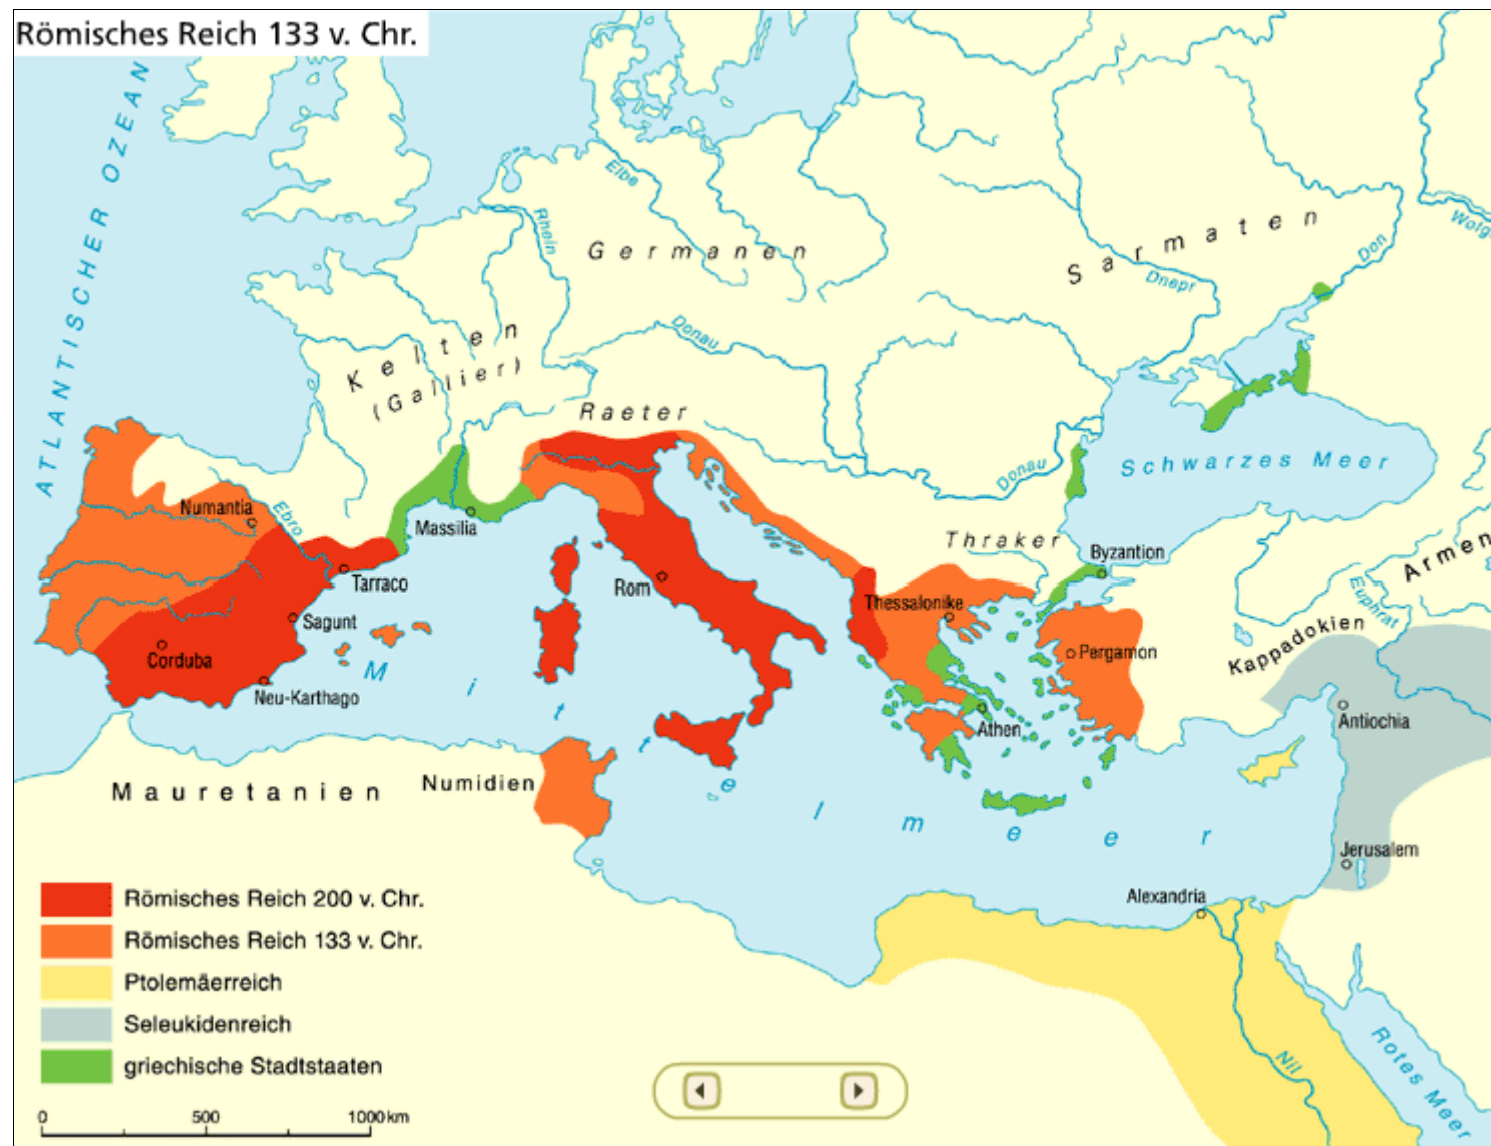 Römisches Reich 133 v. Chr.
ATLANTISCHER OZEAN
Elbe
Rhein
Germanen
Sarmaten
Don
Dnepr
Donau
Kelten
(Gallier)
Raeter
Donau
Schwarzes Meer
Numantia
Ebro
Massilia
Thraker
Byzantion
Armen
Euphrat
Tarraco
Rom
Thessalonike
Sagunt
Kappadokien
Corduba
Pergamon
Neu-Karthago
Mittelmeer
Athen
Antiochia
Mauretanien
Numidien
Jerusalem
Alexandria
Römisches Reich 200 v. Chr.
Römisches Reich 133 v. Chr.
Ptolemäerreich
Seleukidenreich
griechische Stadtstaaten
Nil
Rotes Meer
0 500 1000 km